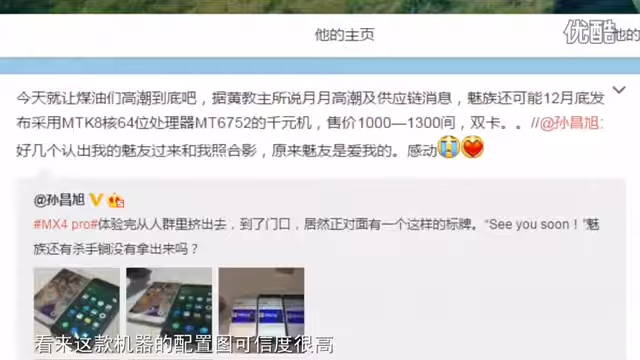 他的主页
优酷
他的
今天就让煤油们高潮到底吧，据黄教主所说月月高潮及供应链消息，魅族还可能12月底发
布采用MTK8核64位处理器MT6752的千元机，售价1000—1300间，双卡。。//@孙昌旭:
好几个认出我的魅友过来和我照合影，原来魅友是爱我的。感动
@孙昌旭
#MX4 pro#体验完从人群里挤出去，到了门口，居然正对面有一个这样的标牌。“See you soon！”魅
族还有杀手锏没有拿出来吗？
看来这款机器的配置图可信度很高